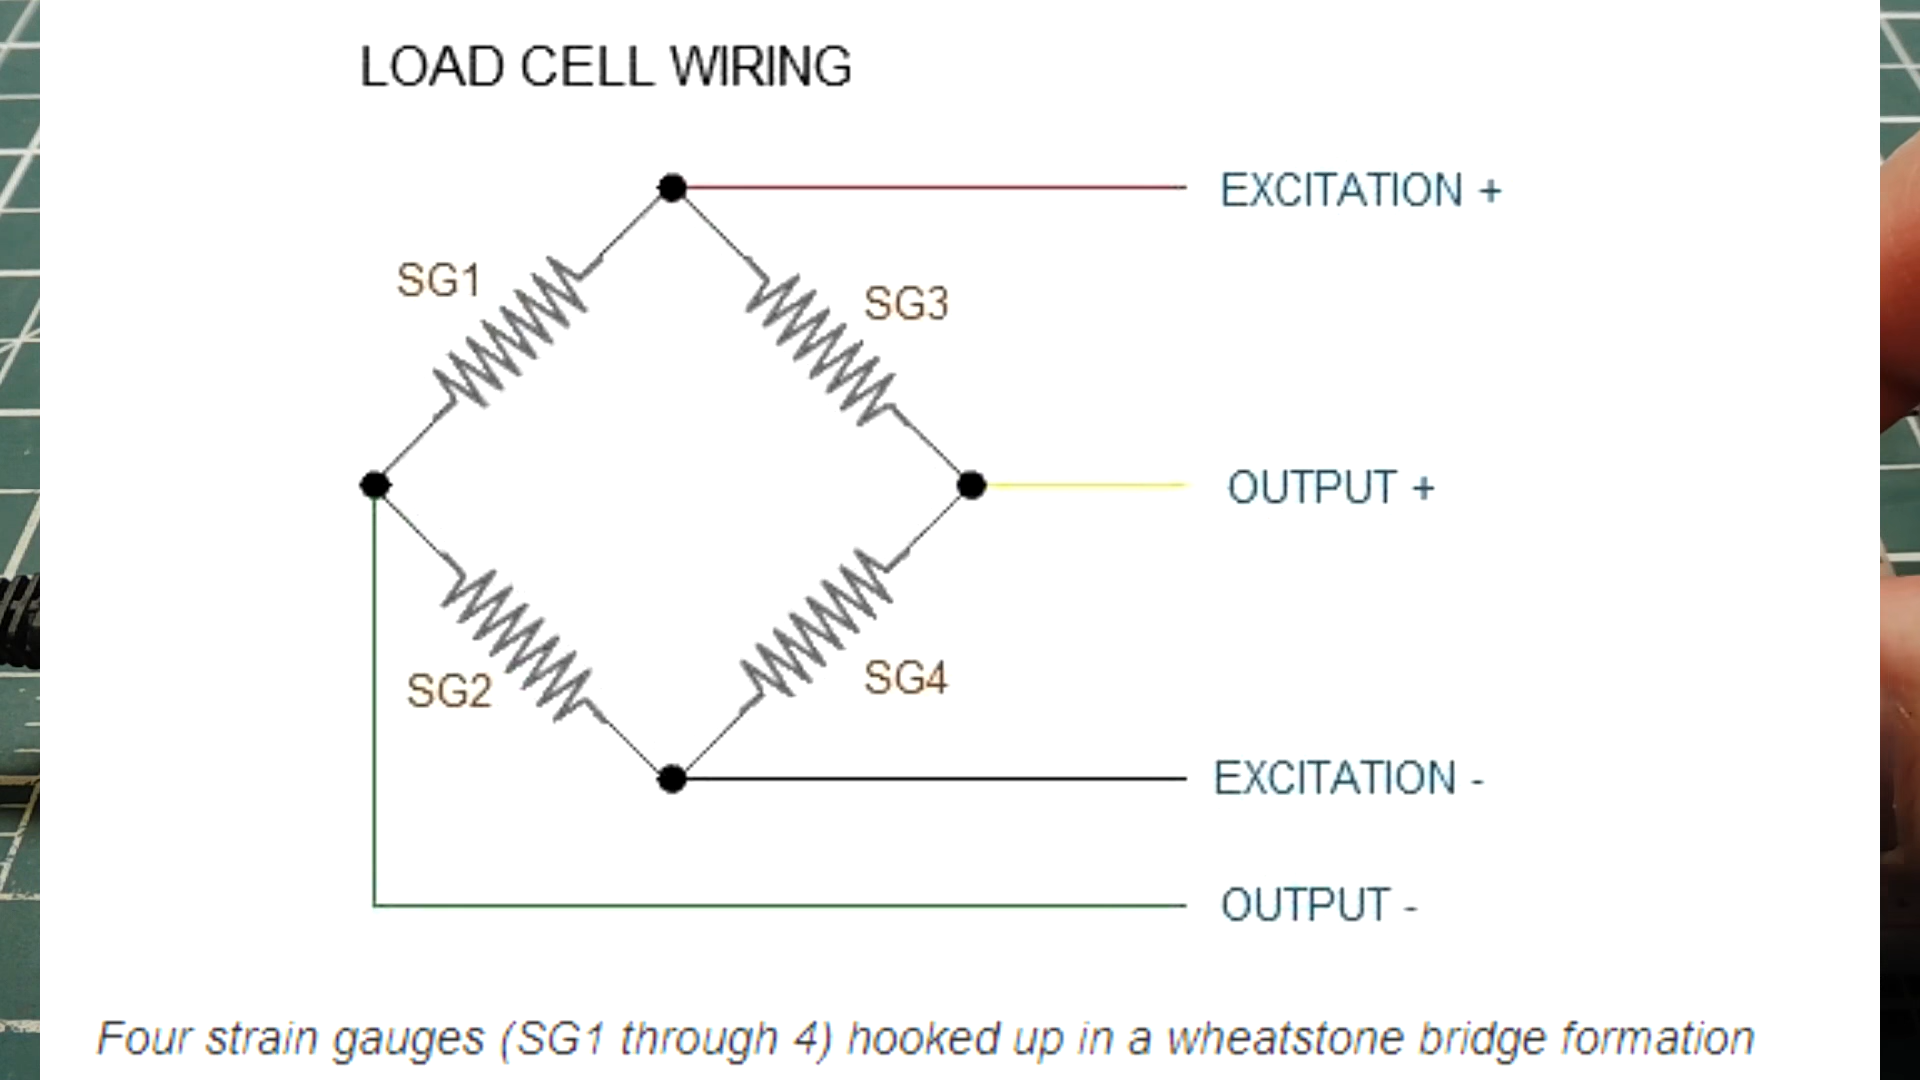 LOAD CELL WIRING
EXCITATION +
SG1
SG3
OUTPUT +
SG2
SG4
EXCITATION -
OUTPUT -
Four strain gauges (SG1 through 4) hooked up in a wheatstone bridge formation